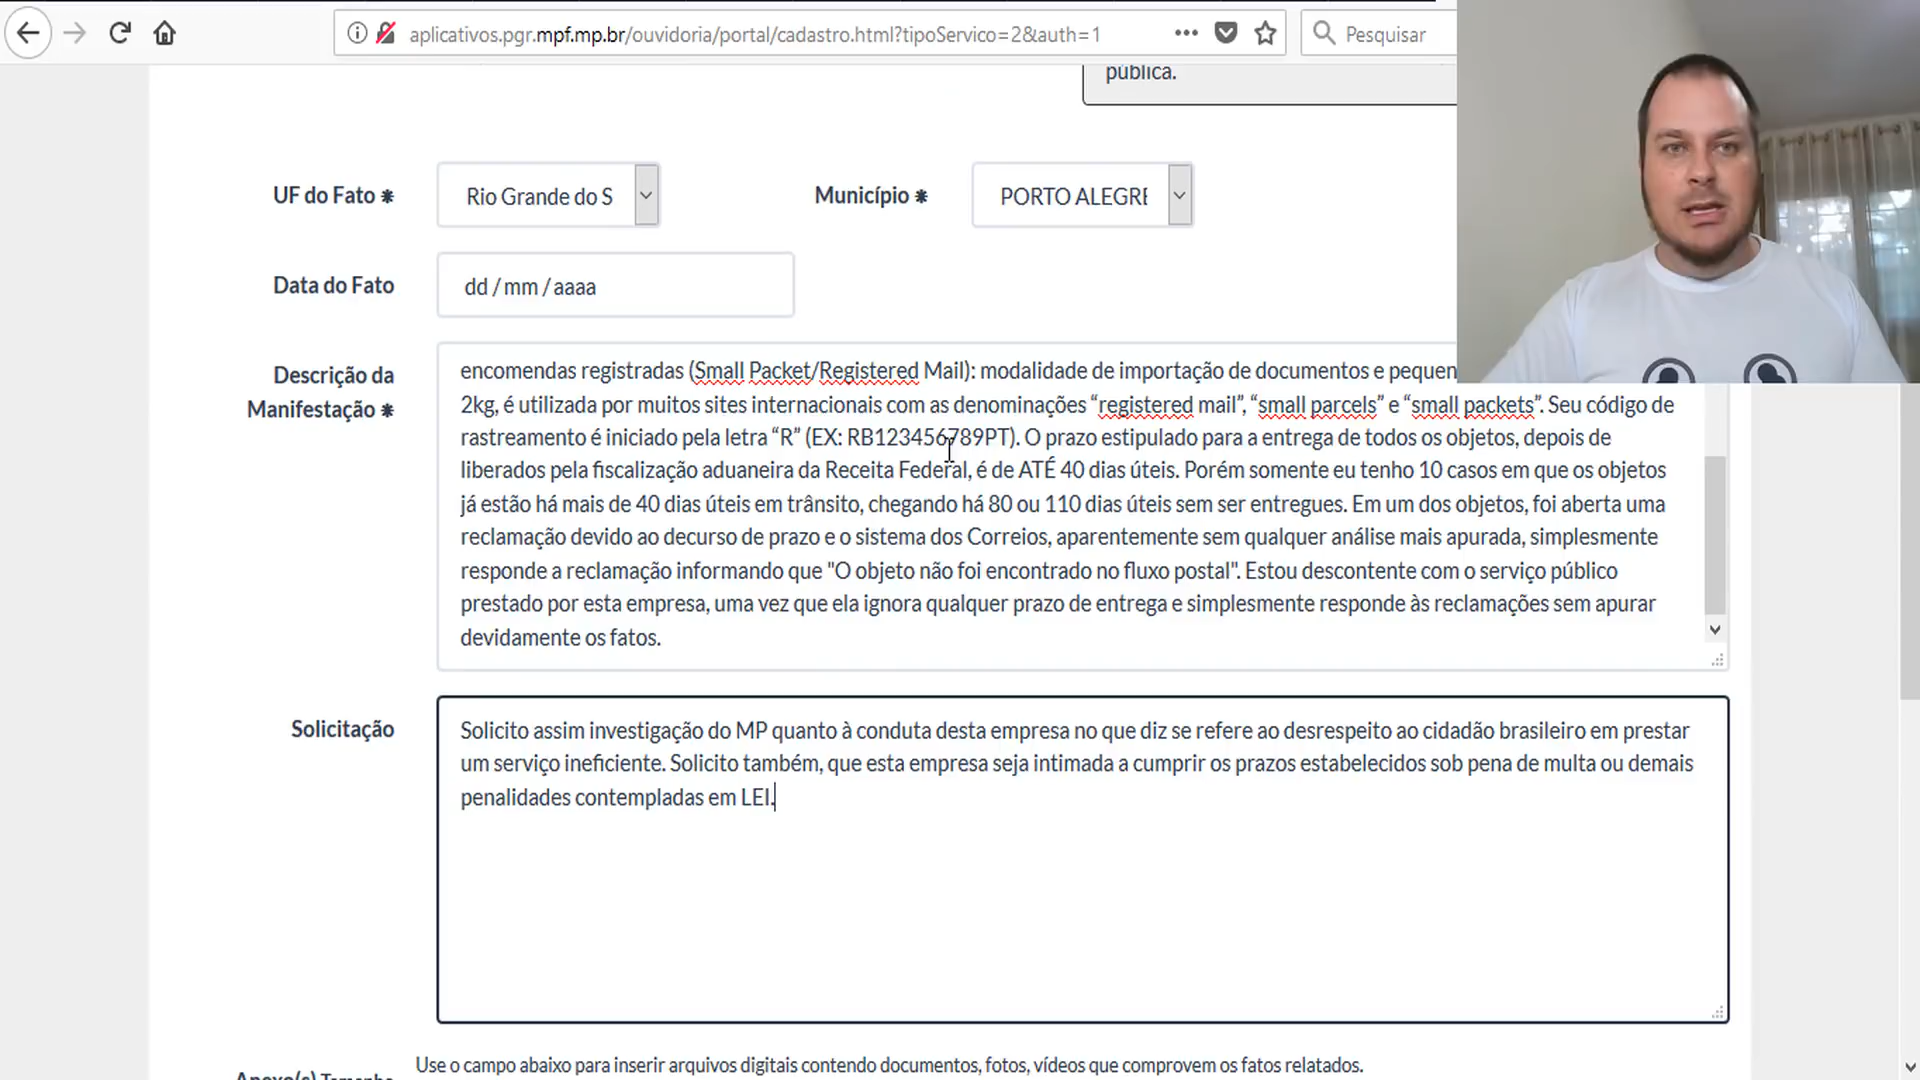 aplicativos.pgr.mpf.mp.br/ouvidoria/portal/cadastro.html?tipoServico=2&auth=1
Pesquisar
pública.
UF do Fato * Rio Grande do S Município * PORTO ALEGRE
Data do Fato dd / mm / aaaa
Descrição da Manifestação *
encomendas registradas (Small Packet/Registered Mail): modalidade de importação de documentos e pequen
2kg, é utilizada por muitos sites internacionais com as denominações “registered mail”, “small parcels” e “small packets”. Seu código de
rastreamento é iniciado pela letra “R” (EX: RB123456789PT). O prazo estipulado para a entrega de todos os objetos, depois de
liberados pela fiscalização aduaneira da Receita Federal, é de ATÉ 40 dias úteis. Porém somente eu tenho 10 casos em que os objetos
já estão há mais de 40 dias úteis em trânsito, chegando há 80 ou 110 dias úteis sem ser entregues. Em um dos objetos, foi aberta uma
reclamação devido ao decurso de prazo e o sistema dos Correios, aparentemente sem qualquer análise mais apurada, simplesmente
responde a reclamação informando que "O objeto não foi encontrado no fluxo postal". Estou descontente com o serviço público
prestado por esta empresa, uma vez que ela ignora qualquer prazo de entrega e simplesmente responde às reclamações sem apurar
devidamente os fatos.
Solicitação
Solicito assim investigação do MP quanto à conduta desta empresa no que diz se refere ao desrespeito ao cidadão brasileiro em prestar
um serviço ineficiente. Solicito também, que esta empresa seja intimada a cumprir os prazos estabelecidos sob pena de multa ou demais
penalidades contempladas em LEI.
Use o campo abaixo para inserir arquivos digitais contendo documentos, fotos, vídeos que comprovem os fatos relatados.
Anexo(s) Tamanho